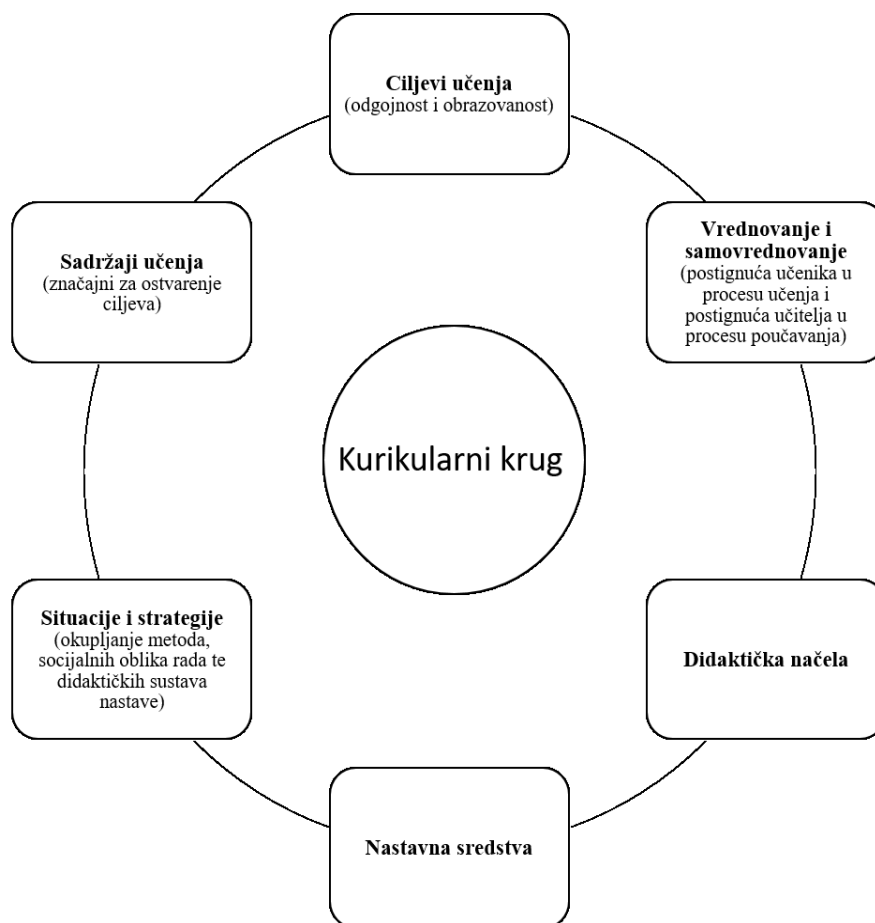 Ciljevi učenja
(odgojnost i obrazovanost)
Vrednovanje i
samovrednovanje
(postignuća učenika u
procesu učenja i
postignuća učitelja u
procesu poučavanja)
Sadržaji učenja
(značajni za ostvarenje
ciljeva)
Kurikularni krug
Situacije i strategije
(okupljanje metoda,
socijalnih oblika rada te
didaktičkih sustava
nastave)
Didaktička načela
Nastavna sredstva